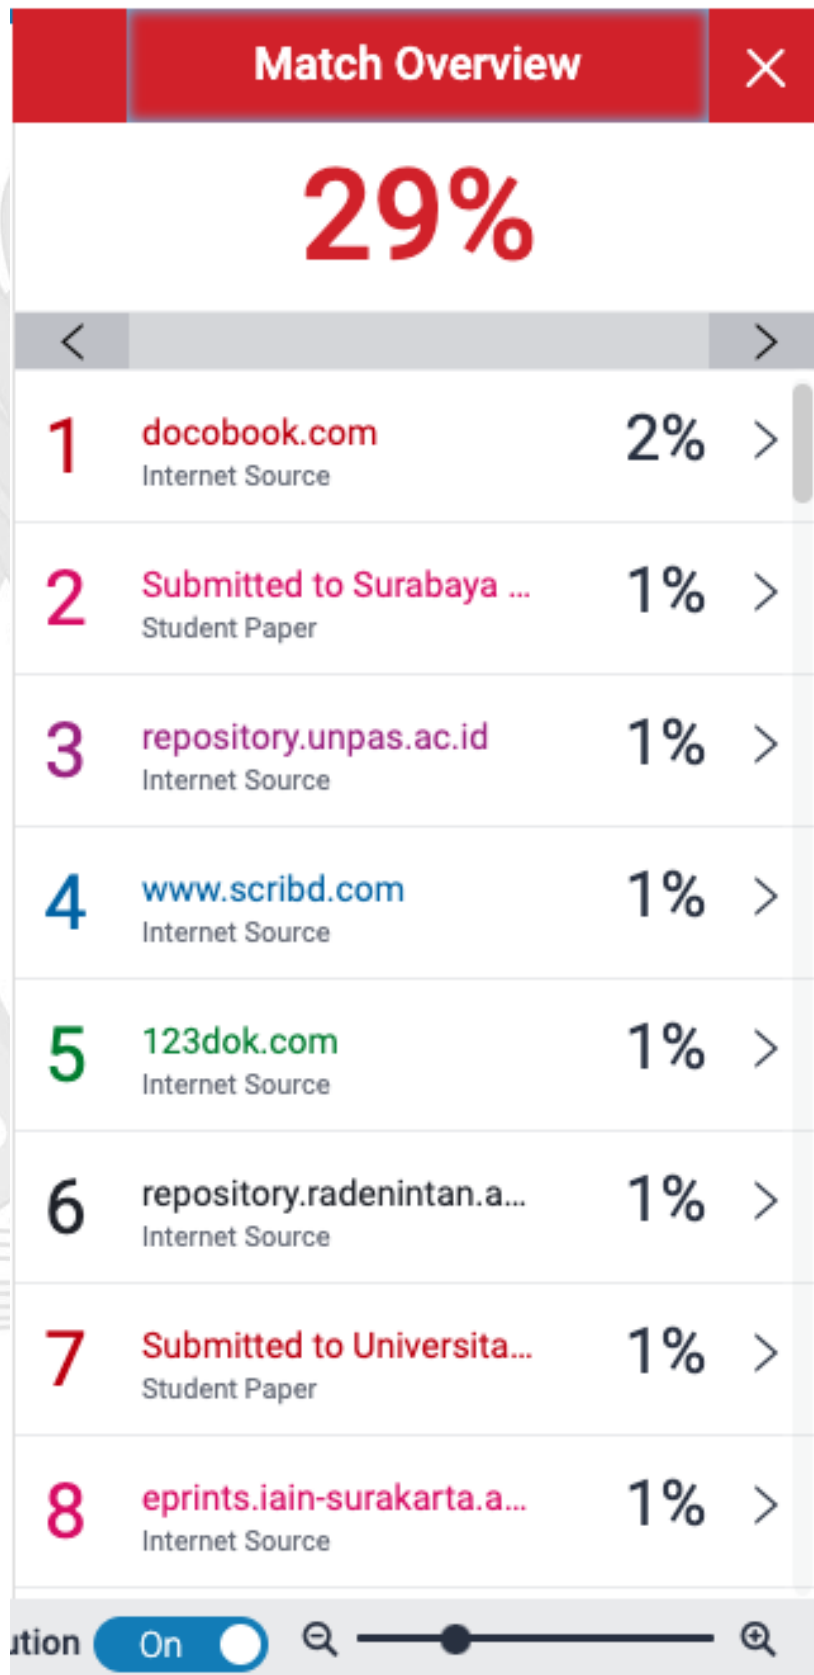 Match Overview
29%
1 docobook.com 2%
Internet Source
2 Submitted to Surabaya ... 1%
Student Paper
3 repository.unpas.ac.id 1%
Internet Source
4 www.scribd.com 1%
Internet Source
5 123dok.com 1%
Internet Source
6 repository.radenintan.a... 1%
Internet Source
7 Submitted to Universita... 1%
Student Paper
8 eprints.iain-surakarta.a... 1%
Internet Source
ution On